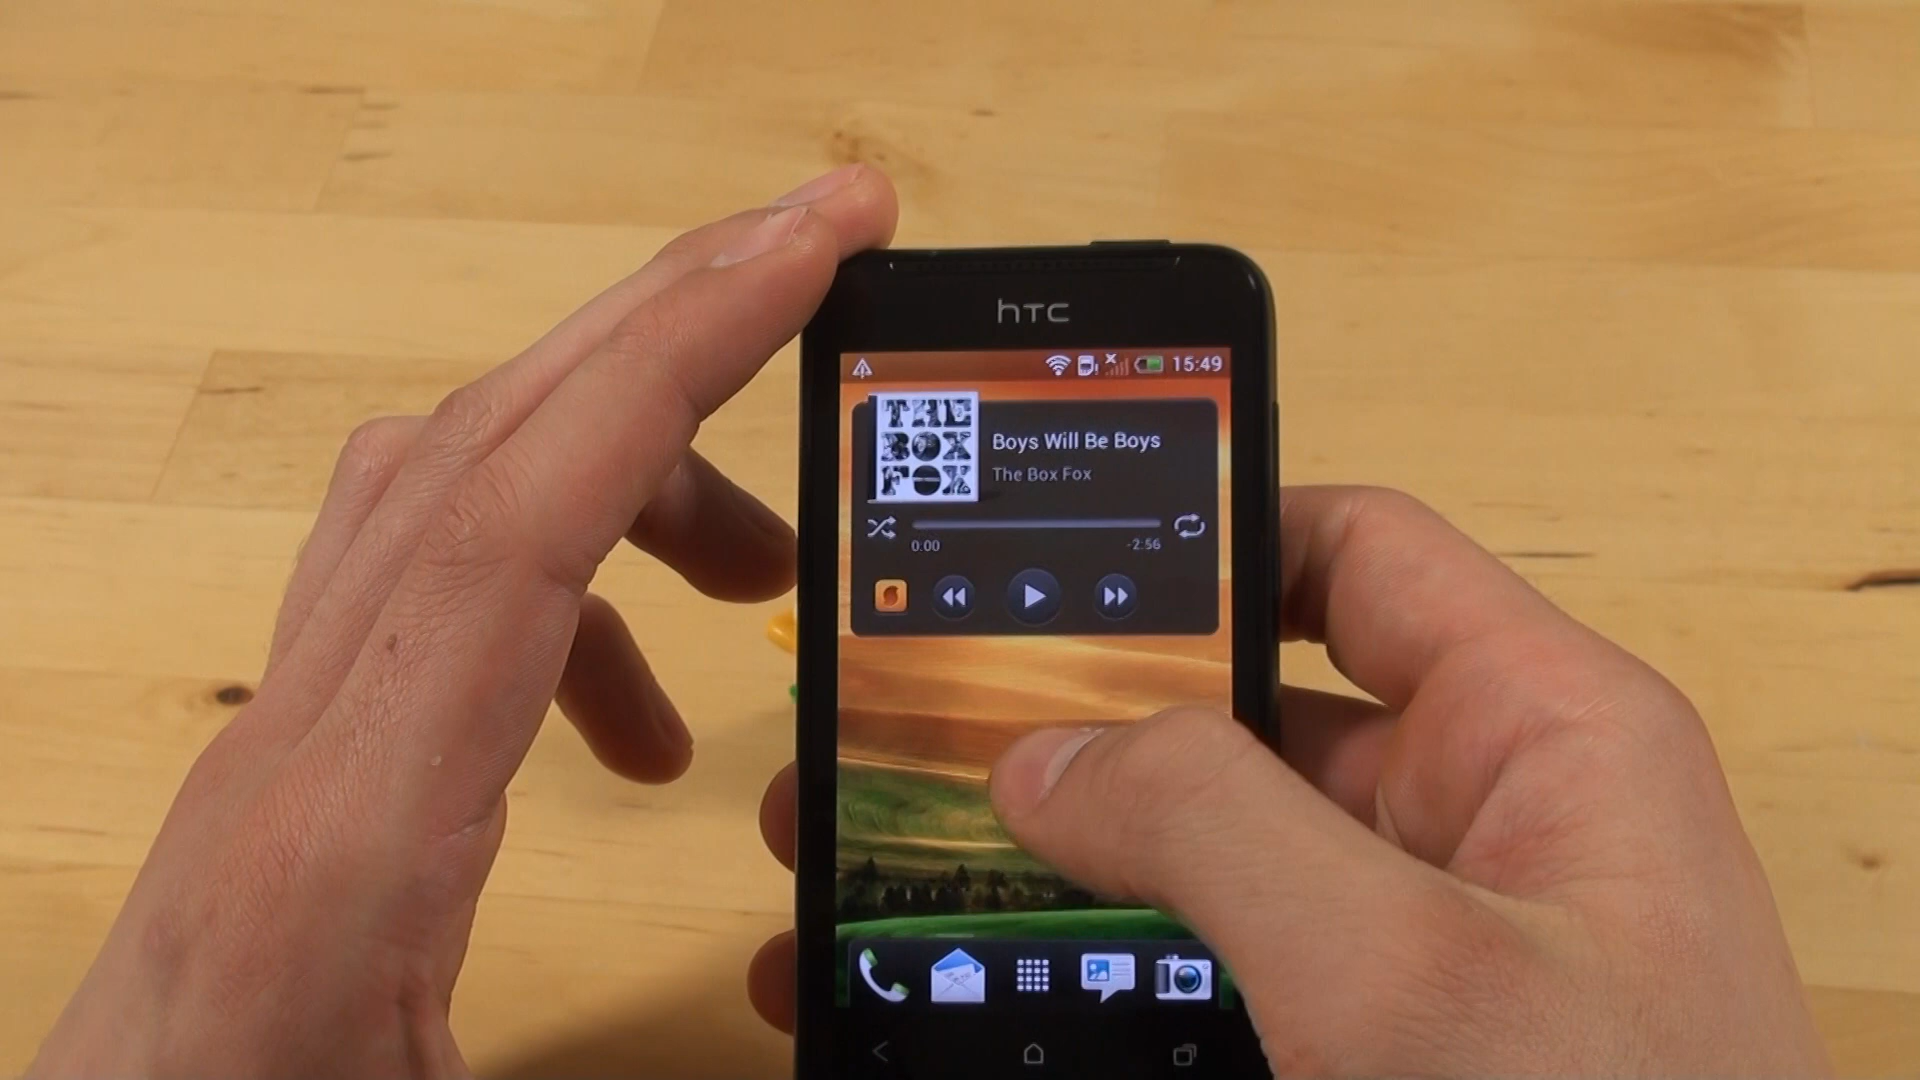 htc
15:49
THE
BOX
FOX
Boys Will Be Boys
The Box Fox
0:00
-2:56